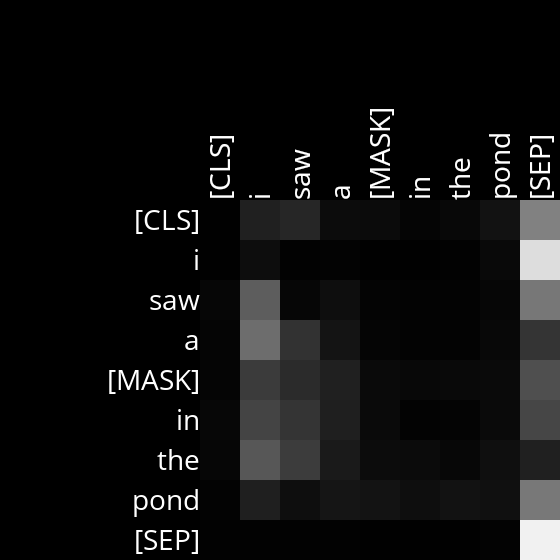 [CLS] i saw a [MASK] in the pond [SEP]
[CLS]
i
saw
a
[MASK]
in
the
pond
[SEP]